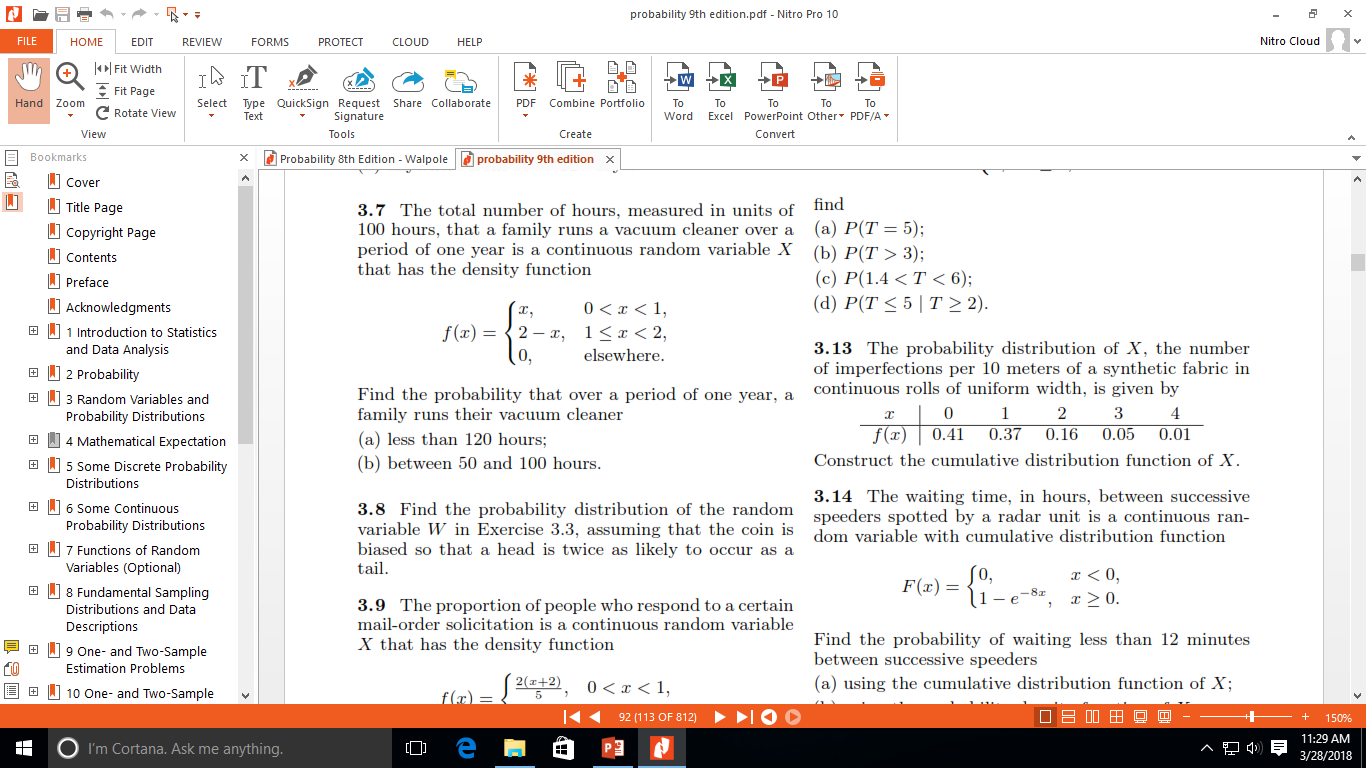 probability 9th edition.pdf - Nitro Pro 10
FILE HOME EDIT REVIEW FORMS PROTECT CLOUD HELP
Nitro Cloud
Hand
Zoom
Fit Width
Fit Page
Rotate View
View
Select
Type Text
QuickSign
Request Signature
Share
Collaborate
Tools
PDF
Combine
Portfolio
Create
To Word
To Excel
To PowerPoint
To Other
To PDF/A
Convert
Bookmarks
Probability 8th Edition - Walpole
probability 9th edition
Cover
Title Page
Copyright Page
Contents
Preface
Acknowledgments
1 Introduction to Statistics
and Data Analysis
2 Probability
3 Random Variables and
Probability Distributions
4 Mathematical Expectation
5 Some Discrete Probability
Distributions
6 Some Continuous
Probability Distributions
7 Functions of Random
Variables (Optional)
8 Fundamental Sampling
Distributions and Data
Descriptions
9 One- and Two-Sample
Estimation Problems
10 One- and Two-Sample
3.7 The total number of hours, measured in units of
100 hours, that a family runs a vacuum cleaner over a
period of one year is a continuous random variable X
that has the density function
f(x) = { x, 0 < x < 1,
2 − x, 1 ≤ x < 2,
0, elsewhere.
Find the probability that over a period of one year, a
family runs their vacuum cleaner
(a) less than 120 hours;
(b) between 50 and 100 hours.
3.8 Find the probability distribution of the random
variable W in Exercise 3.3, assuming that the coin is
biased so that a head is twice as likely to occur as a
tail.
3.9 The proportion of people who respond to a certain
mail-order solicitation is a continuous random variable
X that has the density function
f(x) = { 2(x+2)/5, 0 < x < 1,
find
(a) P(T = 5);
(b) P(T > 3);
(c) P(1.4 < T < 6);
(d) P(T ≤ 5 | T ≥ 2).
3.13 The probability distribution of X, the number
of imperfections per 10 meters of a synthetic fabric in
continuous rolls of uniform width, is given by
x 0 1 2 3 4
f(x) 0.41 0.37 0.16 0.05 0.01
Construct the cumulative distribution function of X.
3.14 The waiting time, in hours, between successive
speeders spotted by a radar unit is a continuous ran-
dom variable with cumulative distribution function
F(x) = { 0, x < 0,
1 − e^−8x, x ≥ 0.
Find the probability of waiting less than 12 minutes
between successive speeders
(a) using the cumulative distribution function of X;
92 (113 OF 812)
150%
I'm Cortana. Ask me anything.
11:29 AM
3/28/2018